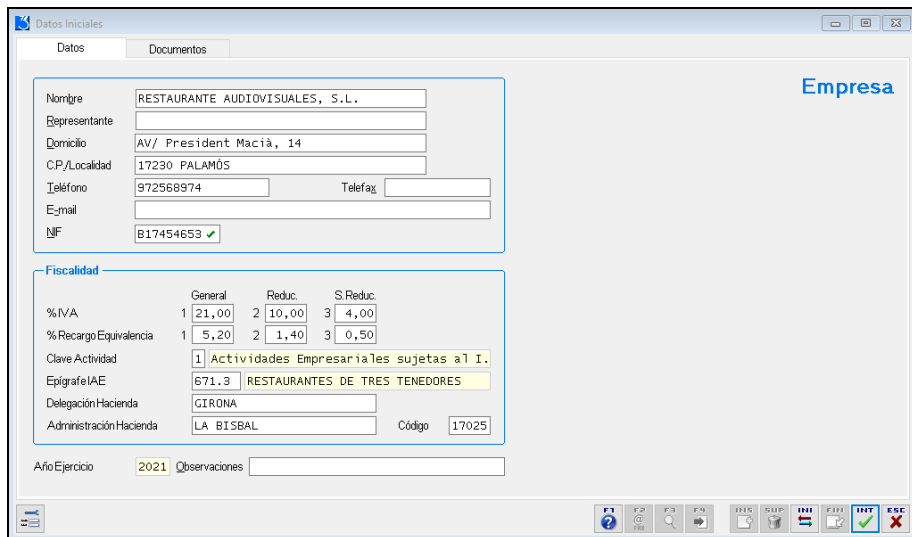 Datos Iniciales
Datos Documentos
Empresa
Nombre RESTAURANTE AUDIOVISUALES, S.L.
Representante
Domicilio AV/ President Macià, 14
C.P./Localidad 17230 PALAMÓS
Teléfono 972568974 Telefax
E-mail
NIF B17454653
Fiscalidad
General Reduc. S.Reduc.
% IVA 1 21,00 2 10,00 3 4,00
% Recargo Equivalencia 1 5,20 2 1,40 3 0,50
Clave Actividad 1 Actividades Empresariales sujetas al I.
Epígrafe IAE 671.3 RESTAURANTES DE TRES TENEDORES
Delegación Hacienda GIRONA
Administración Hacienda LA BISBAL Código 17025
Año Ejercicio 2021 Observaciones
F1 F2 F3 F4 INS SUP INI FIN INT ESC